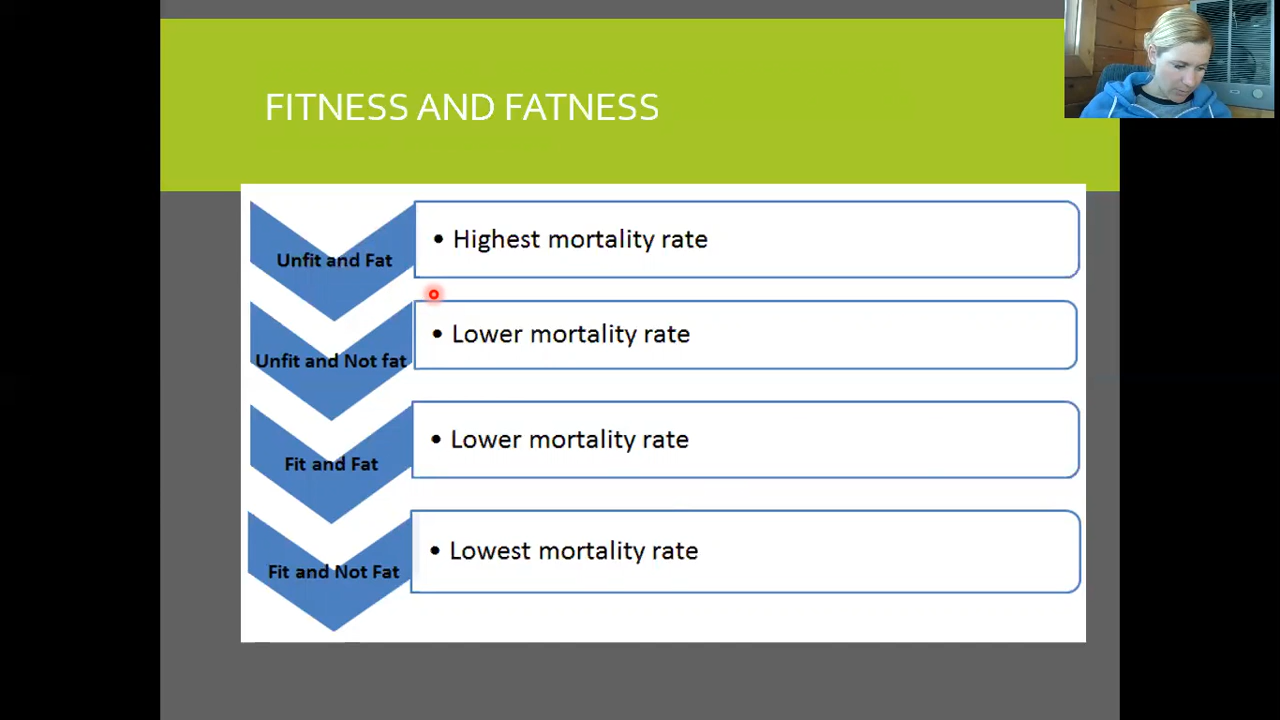 FITNESS AND FATNESS
Unfit and Fat
• Highest mortality rate
Unfit and Not fat
• Lower mortality rate
Fit and Fat
• Lower mortality rate
Fit and Not Fat
• Lowest mortality rate